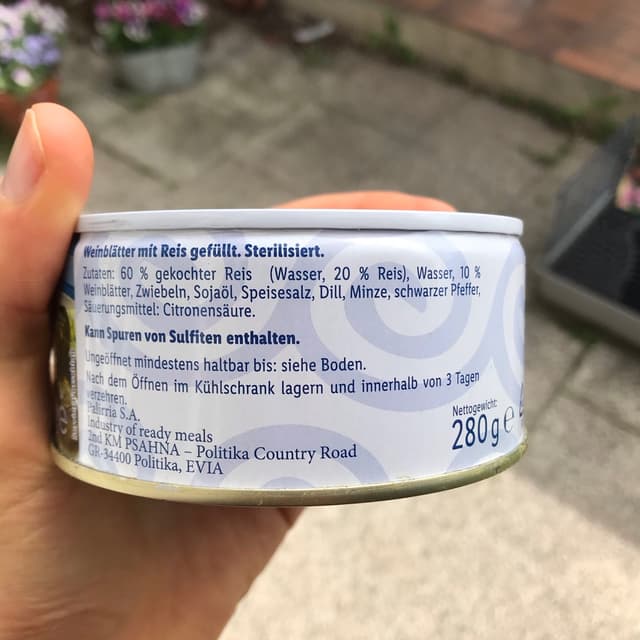 Weinblätter mit Reis gefüllt. Sterilisiert.
Zutaten: 60 % gekochter Reis (Wasser, 20 % Reis), Wasser, 10 %
Weinblätter, Zwiebeln, Sojaöl, Speisesalz, Dill, Minze, schwarzer Pfeffer,
Säuerungsmittel: Citronensäure.
Kann Spuren von Sulfiten enthalten.
Ungeöffnet mindestens haltbar bis: siehe Boden.
Nach dem Öffnen im Kühlschrank lagern und innerhalb von 3 Tagen
verzehren.
Palirria S.A.
Industry of ready meals
2nd KM PSAHNA – Politika Country Road
GR-34400 Politika, EVIA
Nettogewicht:
280g e